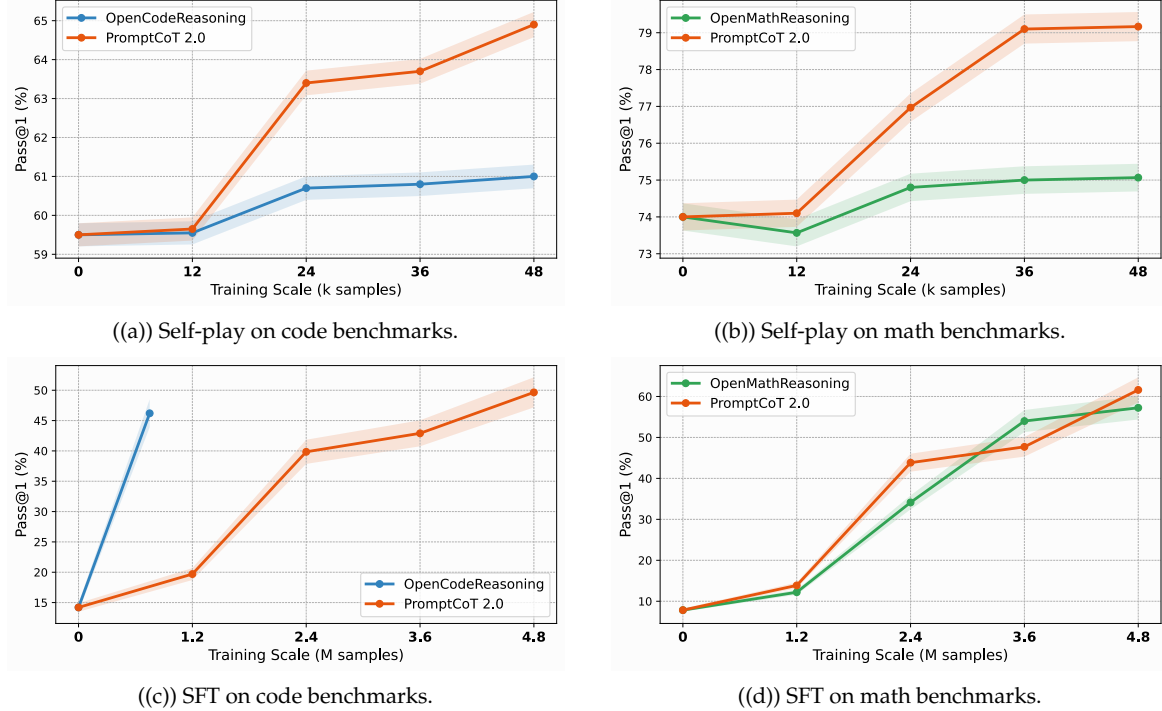 OpenCodeReasoning
PromptCoT 2.0
65
64
63
62
61
60
59
Pass@1 (%)
0 12 24 36 48
Training Scale (k samples)
((a)) Self-play on code benchmarks.
OpenMathReasoning
PromptCoT 2.0
79
78
77
76
75
74
73
Pass@1 (%)
0 12 24 36 48
Training Scale (k samples)
((b)) Self-play on math benchmarks.
50
45
40
35
30
25
20
15
Pass@1 (%)
OpenCodeReasoning
PromptCoT 2.0
0 1.2 2.4 3.6 4.8
Training Scale (M samples)
((c)) SFT on code benchmarks.
OpenMathReasoning
PromptCoT 2.0
60
50
40
30
20
10
Pass@1 (%)
0 1.2 2.4 3.6 4.8
Training Scale (M samples)
((d)) SFT on math benchmarks.